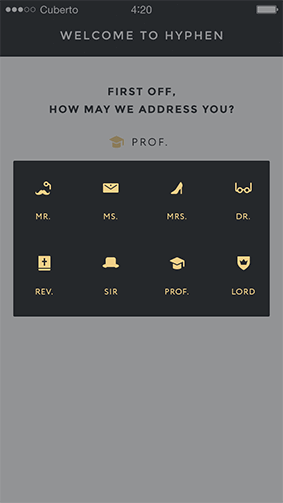 Cuberto 4:20
WELCOME TO HYPHEN
FIRST OFF,
HOW MAY WE ADDRESS YOU?
PROF.
MR. MS. MRS. DR.
REV. SIR PROF. LORD